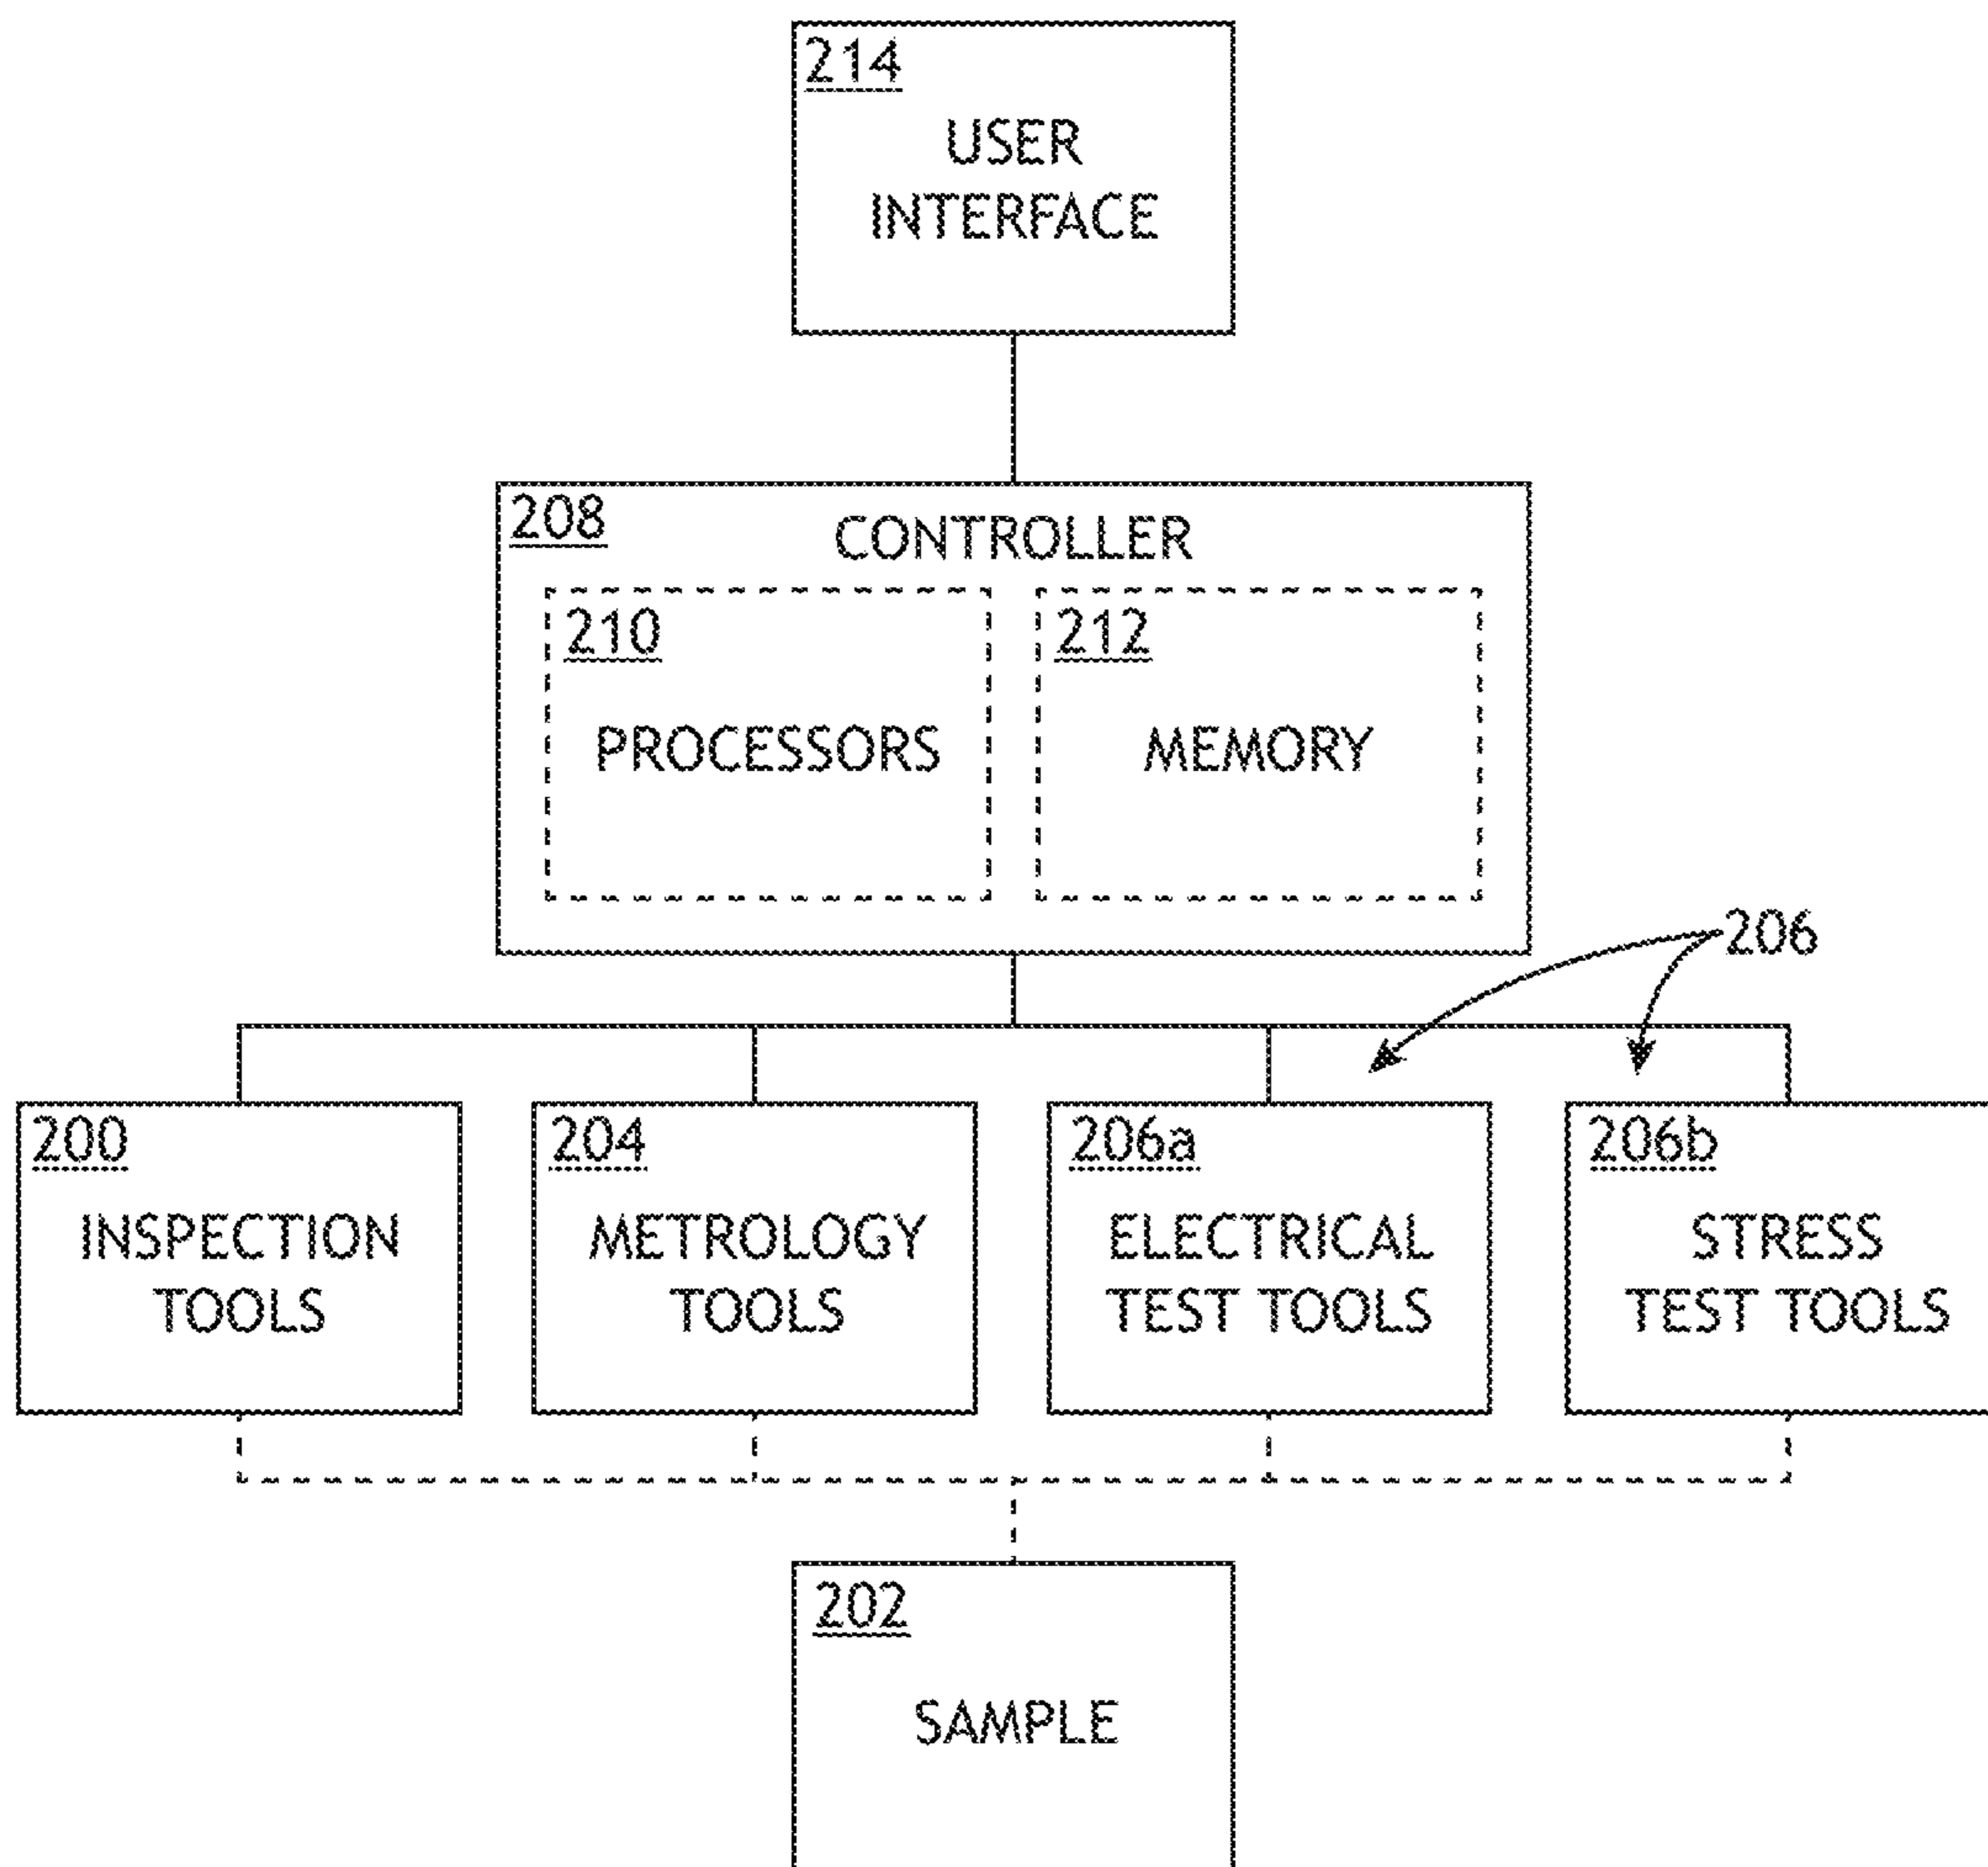 214
USER
INTERFACE
208
CONTROLLER
210
PROCESSORS
212
MEMORY
206
200
INSPECTION
TOOLS
204
METROLOGY
TOOLS
206a
ELECTRICAL
TEST TOOLS
206b
STRESS
TEST TOOLS
202
SAMPLE